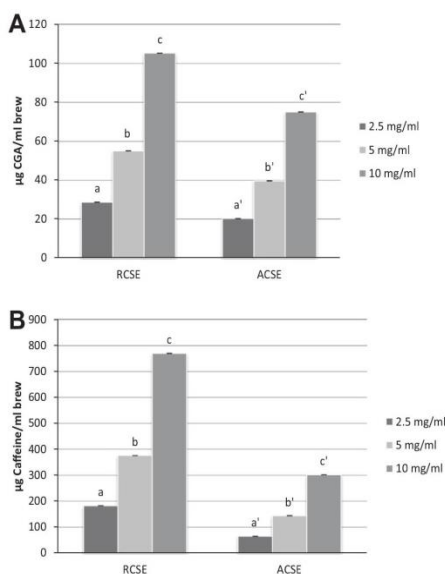 A
120
100
80
60
40
20
0
µg CGA/ml brew
a
b
c
a'
b'
c'
RCSE
ACSE
2.5 mg/ml
5 mg/ml
10 mg/ml
B
900
800
700
600
500
400
300
200
100
0
µg Caffeine/ml brew
a
b
c
a'
b'
c'
RCSE
ACSE
2.5 mg/ml
5 mg/ml
10 mg/ml